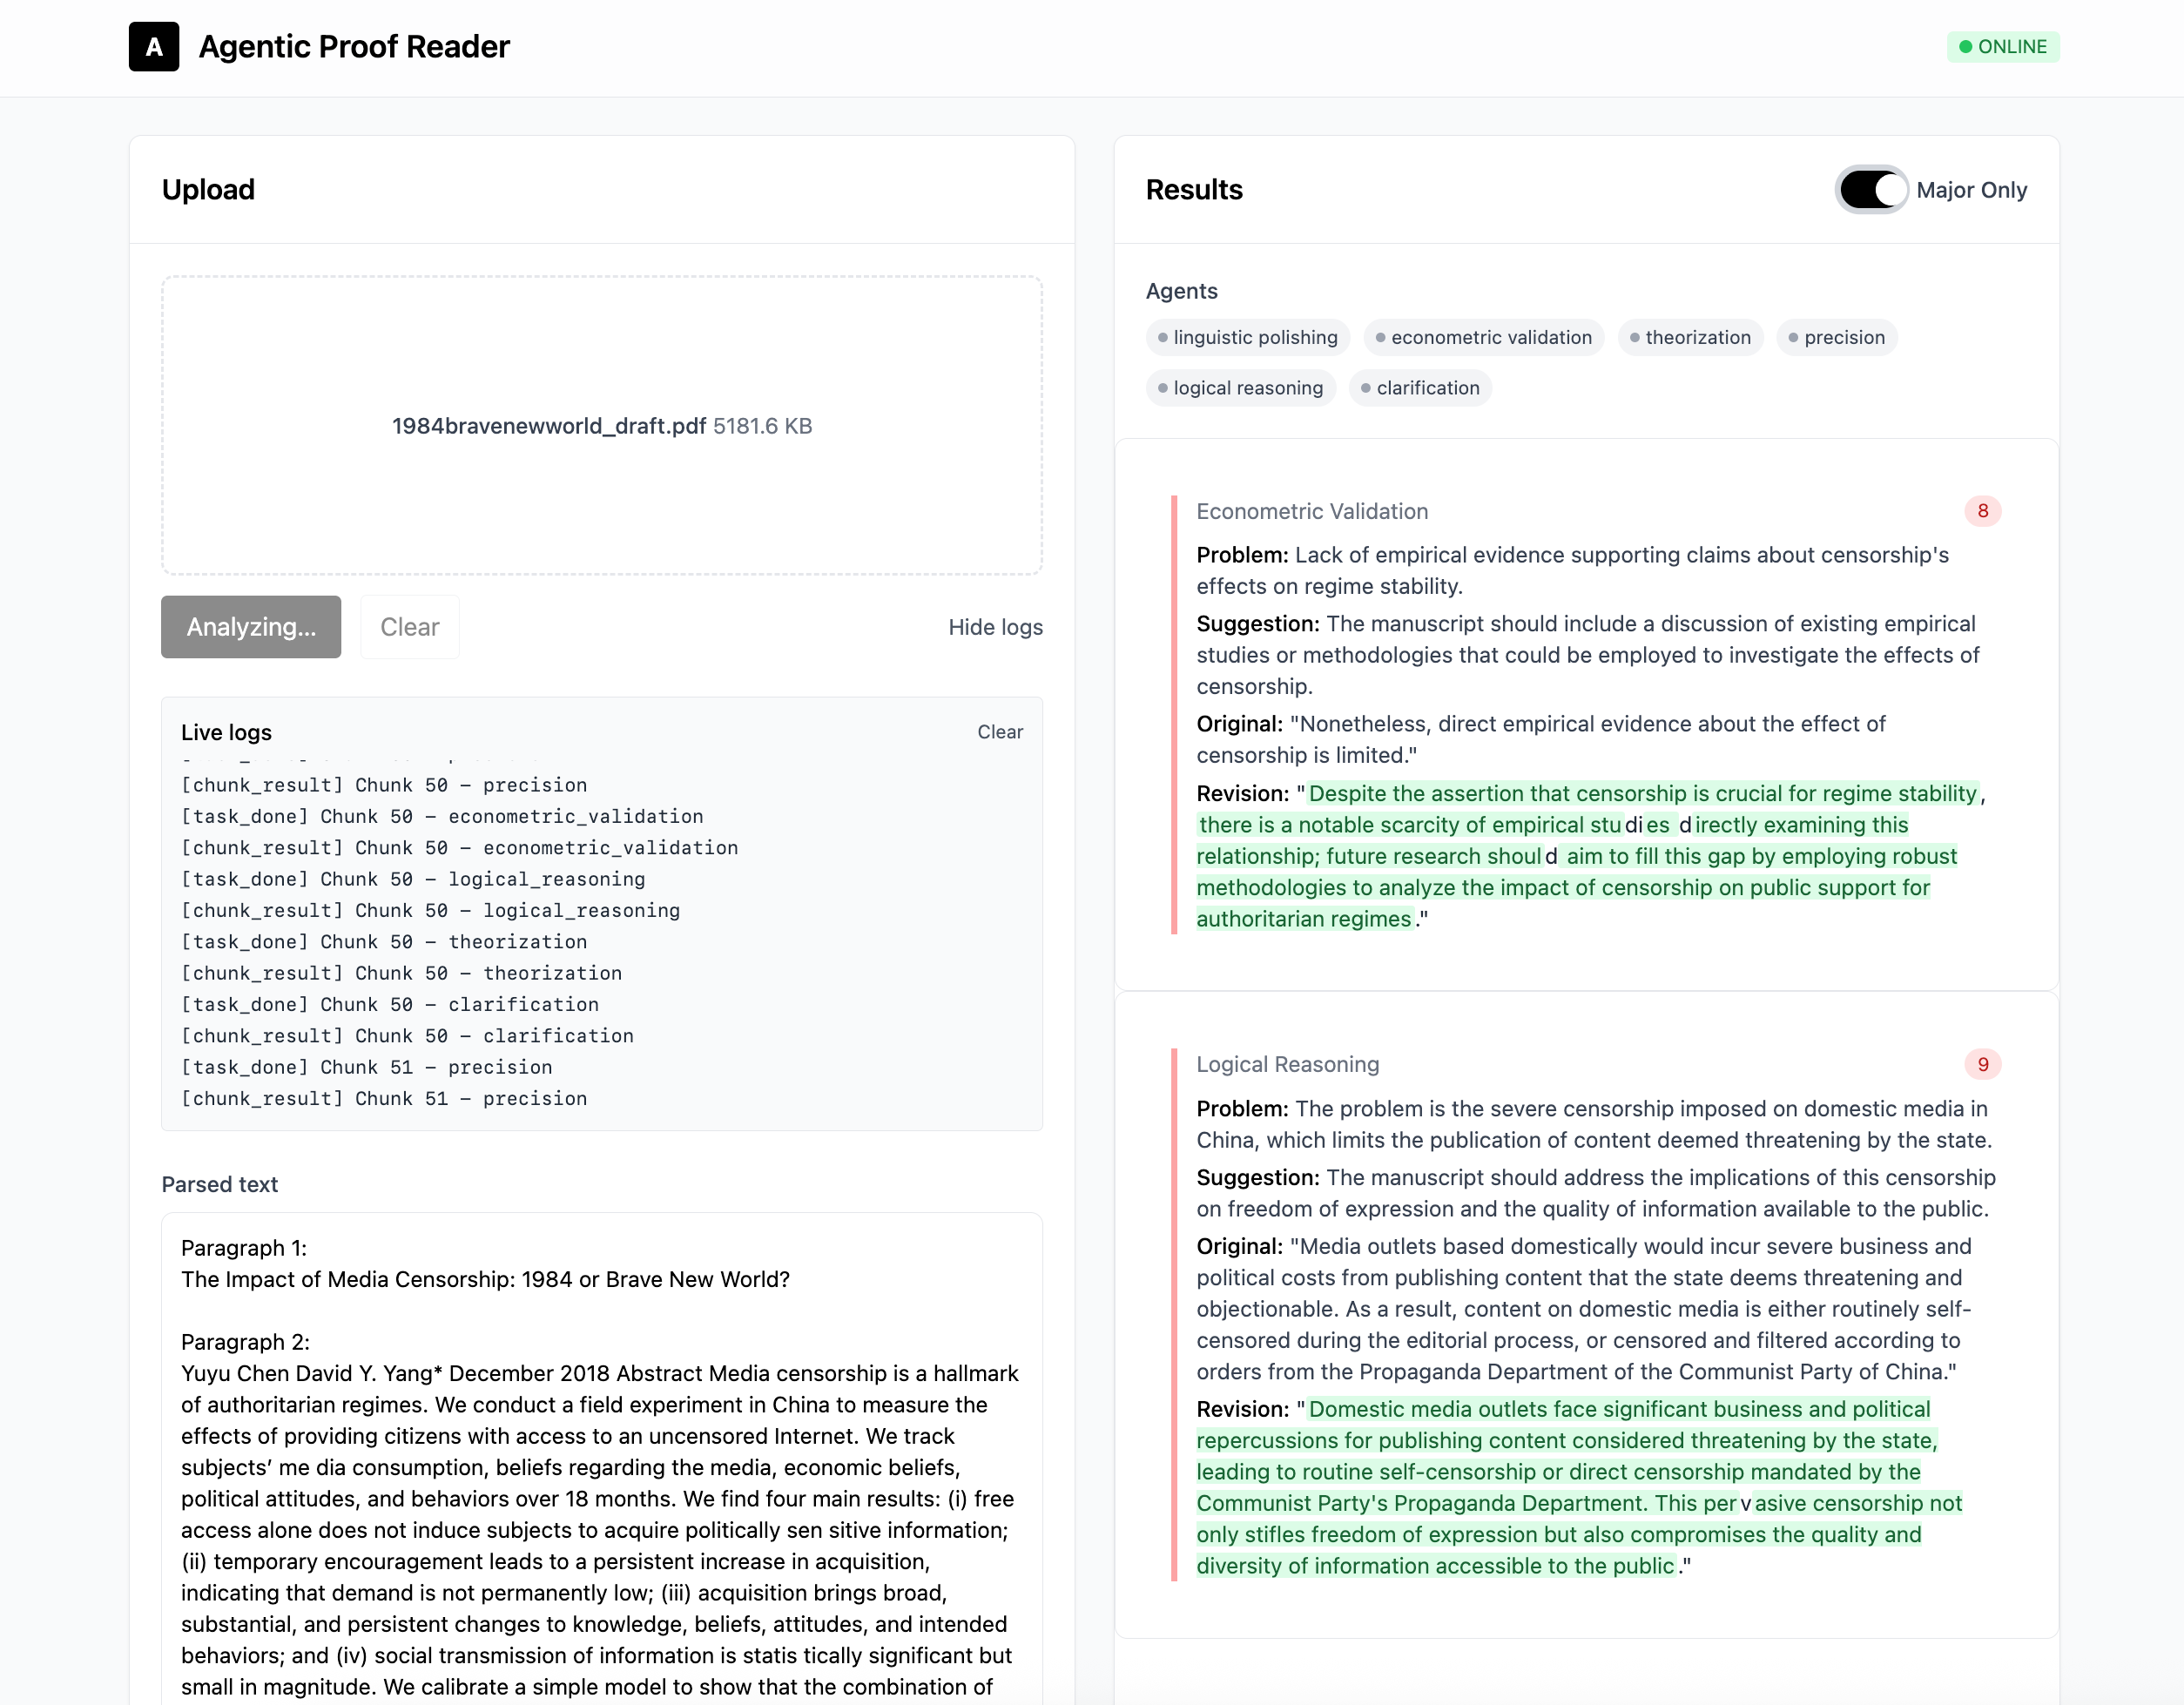 A
Agentic Proof Reader
ONLINE
Upload
1984bravenewworld_draft.pdf 5181.6 KB
Analyzing...
Clear
Hide logs
Live logs
Clear
[chunk_result] Chunk 50 – precision
[task_done] Chunk 50 – econometric_validation
[chunk_result] Chunk 50 – econometric_validation
[task_done] Chunk 50 – logical_reasoning
[chunk_result] Chunk 50 – logical_reasoning
[task_done] Chunk 50 – theorization
[chunk_result] Chunk 50 – theorization
[task_done] Chunk 50 – clarification
[chunk_result] Chunk 50 – clarification
[task_done] Chunk 51 – precision
[chunk_result] Chunk 51 – precision
Parsed text
Paragraph 1:
The Impact of Media Censorship: 1984 or Brave New World?
Paragraph 2:
Yuyu Chen David Y. Yang* December 2018 Abstract Media censorship is a hallmark
of authoritarian regimes. We conduct a field experiment in China to measure the
effects of providing citizens with access to an uncensored Internet. We track
subjects’ me dia consumption, beliefs regarding the media, economic beliefs,
political attitudes, and behaviors over 18 months. We find four main results: (i) free
access alone does not induce subjects to acquire politically sen sitive information;
(ii) temporary encouragement leads to a persistent increase in acquisition,
indicating that demand is not permanently low; (iii) acquisition brings broad,
substantial, and persistent changes to knowledge, beliefs, attitudes, and intended
behaviors; and (iv) social transmission of information is statis tically significant but
small in magnitude. We calibrate a simple model to show that the combination of
Results
Major Only
Agents
linguistic polishing
econometric validation
theorization
precision
logical reasoning
clarification
Econometric Validation
8
Problem: Lack of empirical evidence supporting claims about censorship's
effects on regime stability.
Suggestion: The manuscript should include a discussion of existing empirical
studies or methodologies that could be employed to investigate the effects of
censorship.
Original: "Nonetheless, direct empirical evidence about the effect of
censorship is limited."
Revision: "Despite the assertion that censorship is crucial for regime stability,
there is a notable scarcity of empirical studies directly examining this
relationship; future research should aim to fill this gap by employing robust
methodologies to analyze the impact of censorship on public support for
authoritarian regimes."
Logical Reasoning
9
Problem: The problem is the severe censorship imposed on domestic media in
China, which limits the publication of content deemed threatening by the state.
Suggestion: The manuscript should address the implications of this censorship
on freedom of expression and the quality of information available to the public.
Original: "Media outlets based domestically would incur severe business and
political costs from publishing content that the state deems threatening and
objectionable. As a result, content on domestic media is either routinely self-
censored during the editorial process, or censored and filtered according to
orders from the Propaganda Department of the Communist Party of China."
Revision: "Domestic media outlets face significant business and political
repercussions for publishing content considered threatening by the state,
leading to routine self-censorship or direct censorship mandated by the
Communist Party's Propaganda Department. This pervasive censorship not
only stifles freedom of expression but also compromises the quality and
diversity of information accessible to the public."